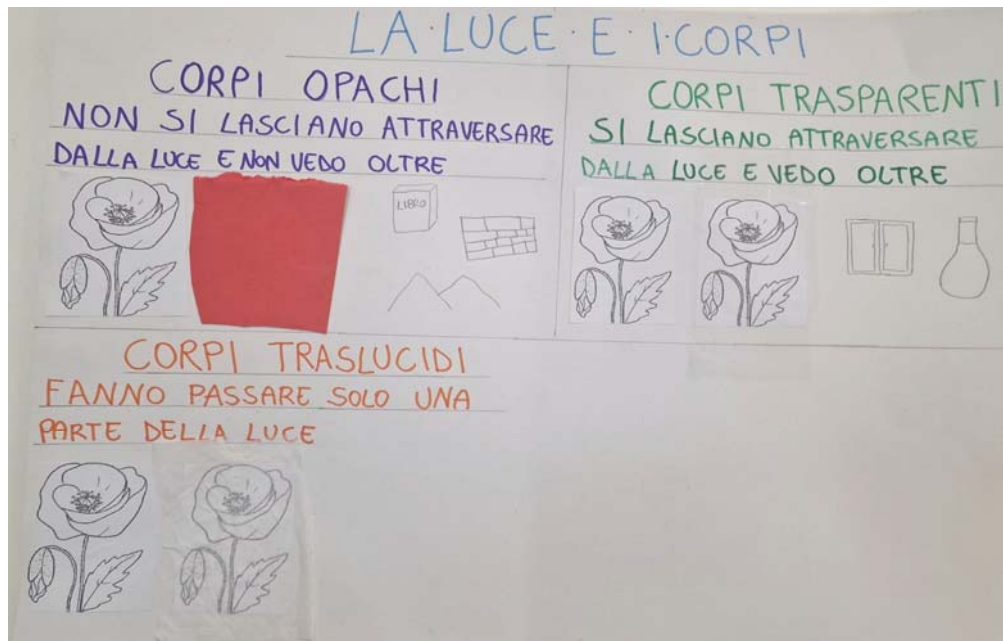 LA·LUCE·E·I·CORPI
CORPI OPACHI
NON SI LASCIANO ATTRAVERSARE
DALLA LUCE E NON VEDO OLTRE
LIBRO
CORPI TRASPARENTI
SI LASCIANO ATTRAVERSARE
DALLA LUCE E VEDO OLTRE
CORPI TRASLUCIDI
FANNO PASSARE SOLO UNA
PARTE DELLA LUCE